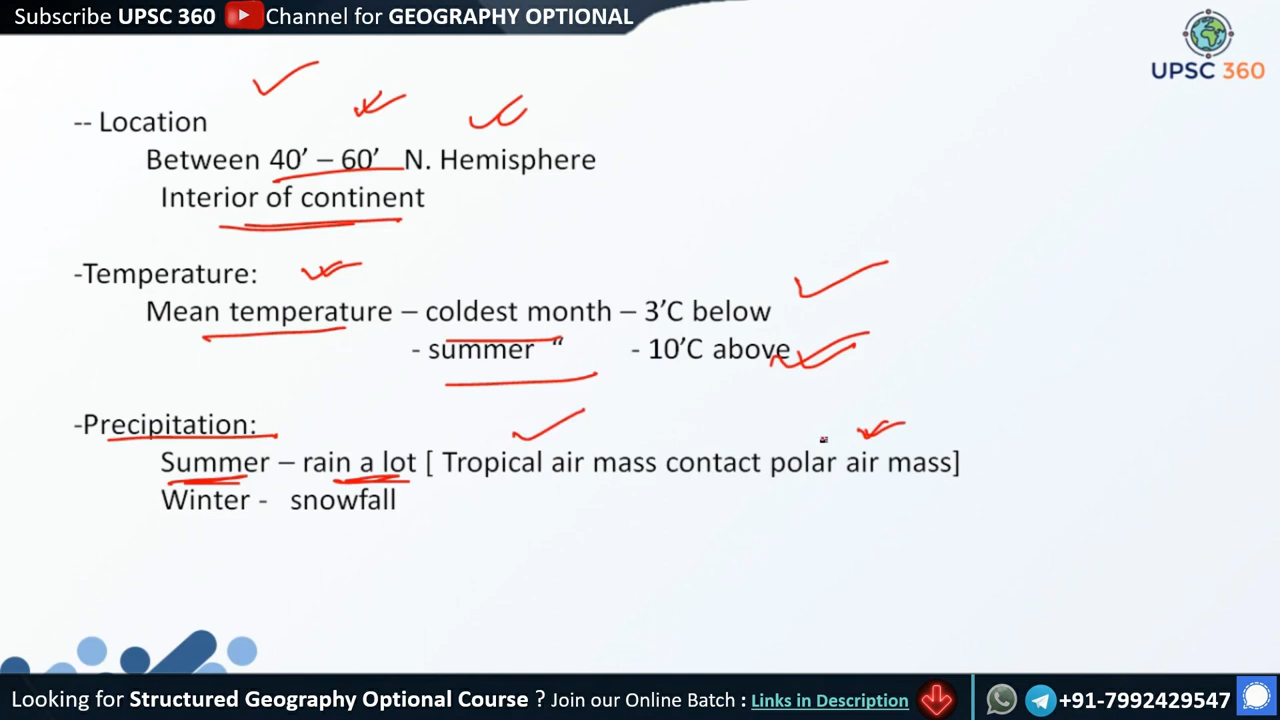 Subscribe UPSC 360 Channel for GEOGRAPHY OPTIONAL
UPSC 360
-- Location
Between 40’ – 60’ N. Hemisphere
Interior of continent
-Temperature:
Mean temperature – coldest month – 3’C below
- summer “ - 10’C above
-Precipitation:
Summer – rain a lot [ Tropical air mass contact polar air mass]
Winter - snowfall
Looking for Structured Geography Optional Course ? Join our Online Batch : Links in Description
+91-7992429547